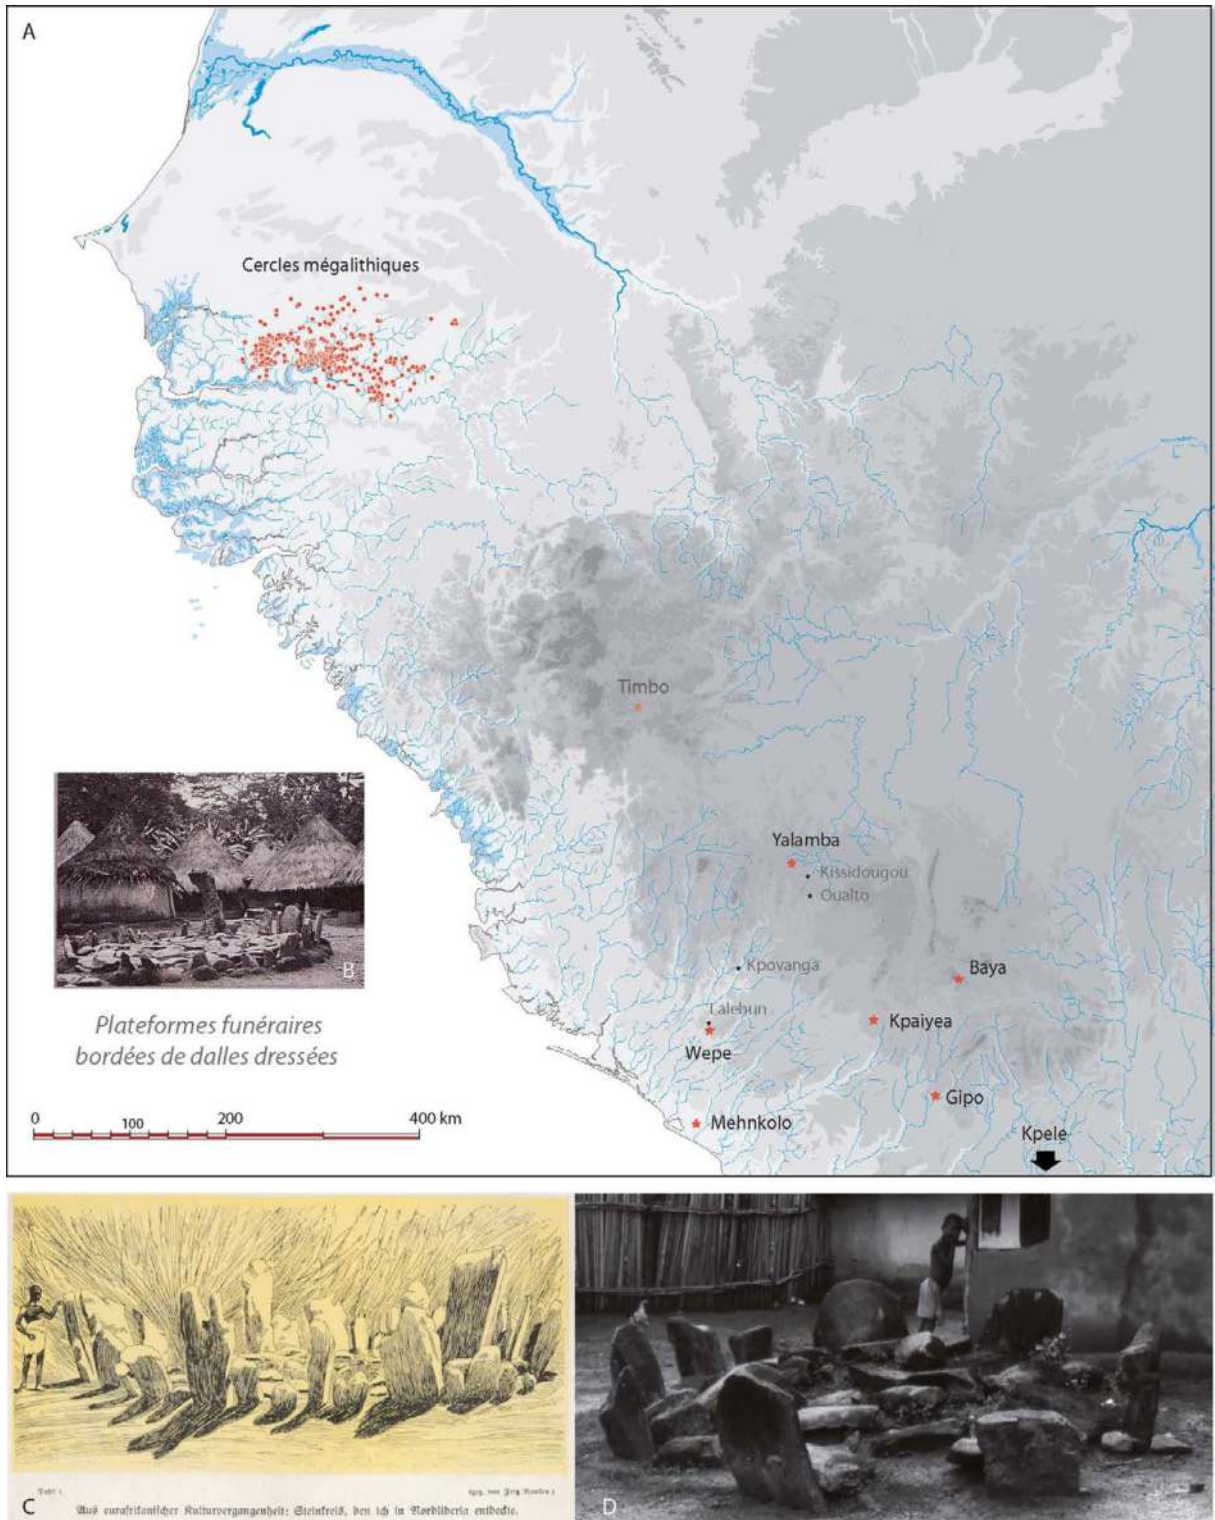 A
Cercles mégalithiques
Timbo
Yalamba
Kissidougou
Oualto
Kpovanga
Baya
Lalehun
Kpaiyea
Wepe
Gipo
Mehnkolo
Kpele
B
Plateformes funéraires
bordées de dalles dressées
0 100 200 400 km
C
Aus eurafrikanischer Kulturvergangenheit: Steinkreis, den ich in Nordliberia entdeckte.
D